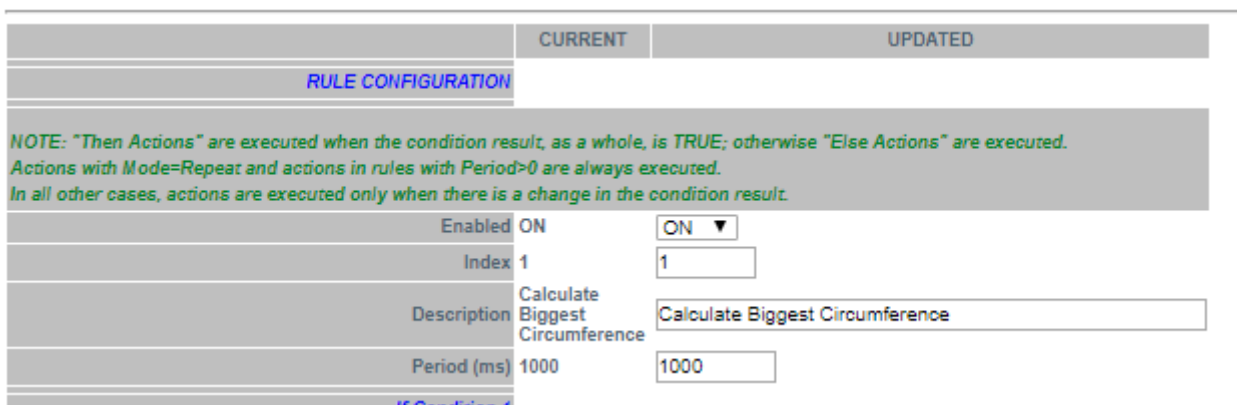 CURRENT UPDATED
RULE CONFIGURATION
NOTE: "Then Actions" are executed when the condition result, as a whole, is TRUE; otherwise "Else Actions" are executed.
Actions with Mode=Repeat and actions in rules with Period>0 are always executed.
In all other cases, actions are executed only when there is a change in the condition result.
Enabled ON ON
Index 1 1
Calculate
Description Biggest Calculate Biggest Circumference
Circumference
Period (ms) 1000 1000
If Condition 1